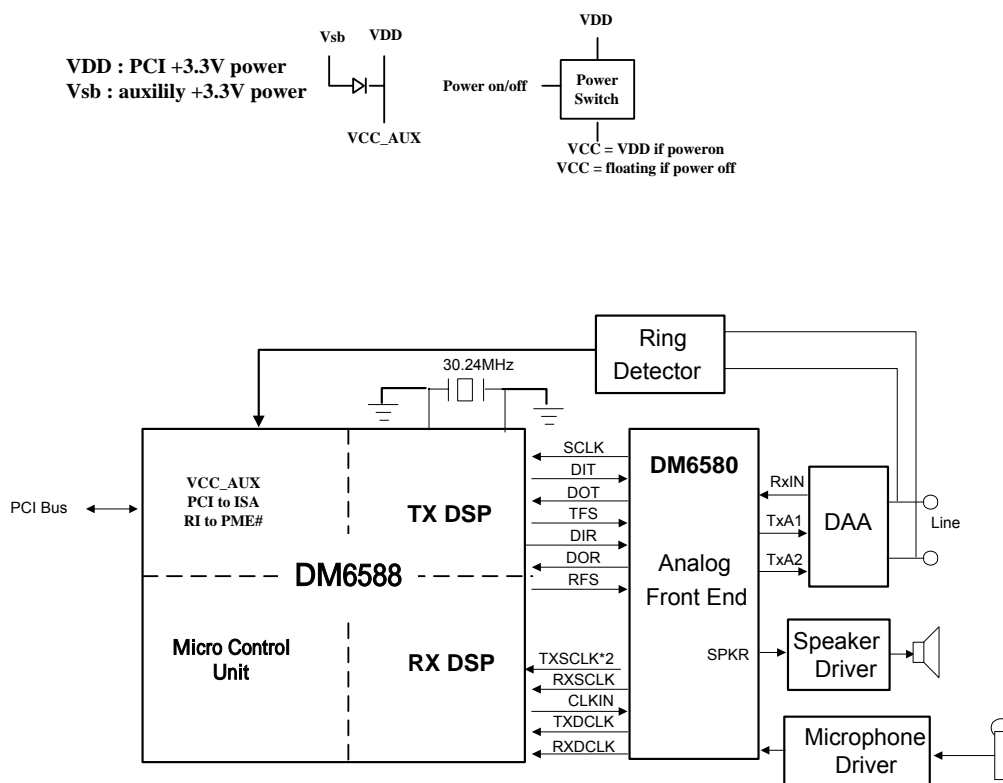 Vsb VDD
VDD : PCI +3.3V power
Vsb : auxilily +3.3V power
VCC_AUX
VDD
Power on/off
Power
Switch
VCC = VDD if poweron
VCC = floating if power off
Ring
Detector
30.24MHz
PCI Bus
VCC_AUX
PCI to ISA
RI to PME#
TX DSP
DM6588
Micro Control
Unit
RX DSP
SCLK
DIT
DOT
TFS
DIR
DOR
RFS
TXSCLK*2
RXSCLK
CLKIN
TXDCLK
RXDCLK
DM6580
Analog
Front End
RxIN
TxA1
TxA2
SPKR
DAA
Line
Speaker
Driver
Microphone
Driver